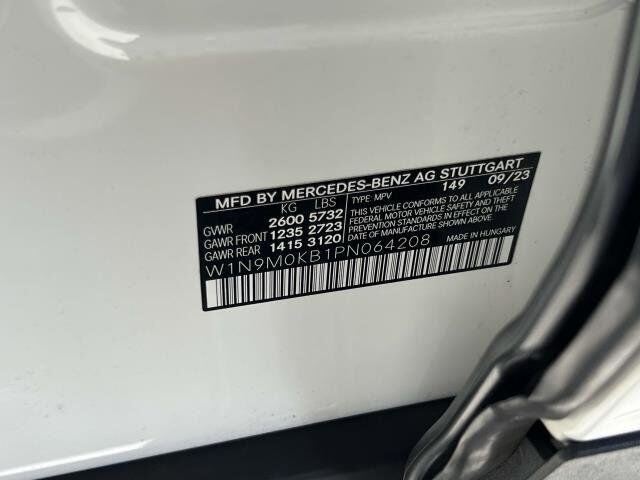 MFD BY MERCEDES-BENZ AG STUTTGART
KG LBS TYPE: MPV 149 09/23
GVWR 2600 5732
GAWR FRONT 1235 2723
GAWR REAR 1415 3120
THIS VEHICLE CONFORMS TO ALL APPLICABLE
FEDERAL MOTOR VEHICLE SAFETY AND THEFT
PREVENTION STANDARDS IN EFFECT ON THE
DATE OF MANUFACTURE SHOWN ABOVE.
W1N9M0KB1PN064208
MADE IN HUNGARY